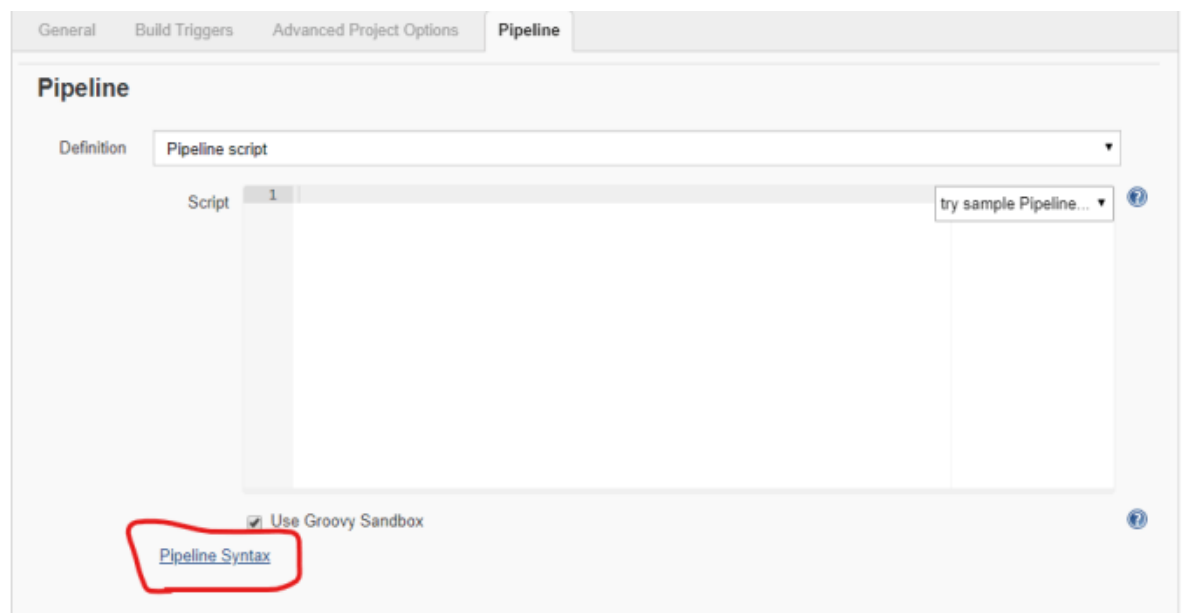 General Build Triggers Advanced Project Options Pipeline
Pipeline
Definition Pipeline script
Script 1 try sample Pipeline...
Use Groovy Sandbox
Pipeline Syntax